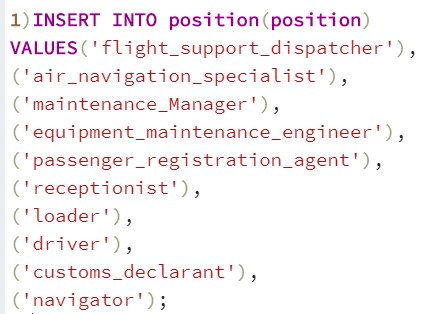 1)INSERT INTO position(position)
VALUES('flight_support_dispatcher'),
('air_navigation_specialist'),
('maintenance_Manager'),
('equipment_maintenance_engineer'),
('passenger_registration_agent'),
('receptionist'),
('loader'),
('driver'),
('customs_declarant'),
('navigator');